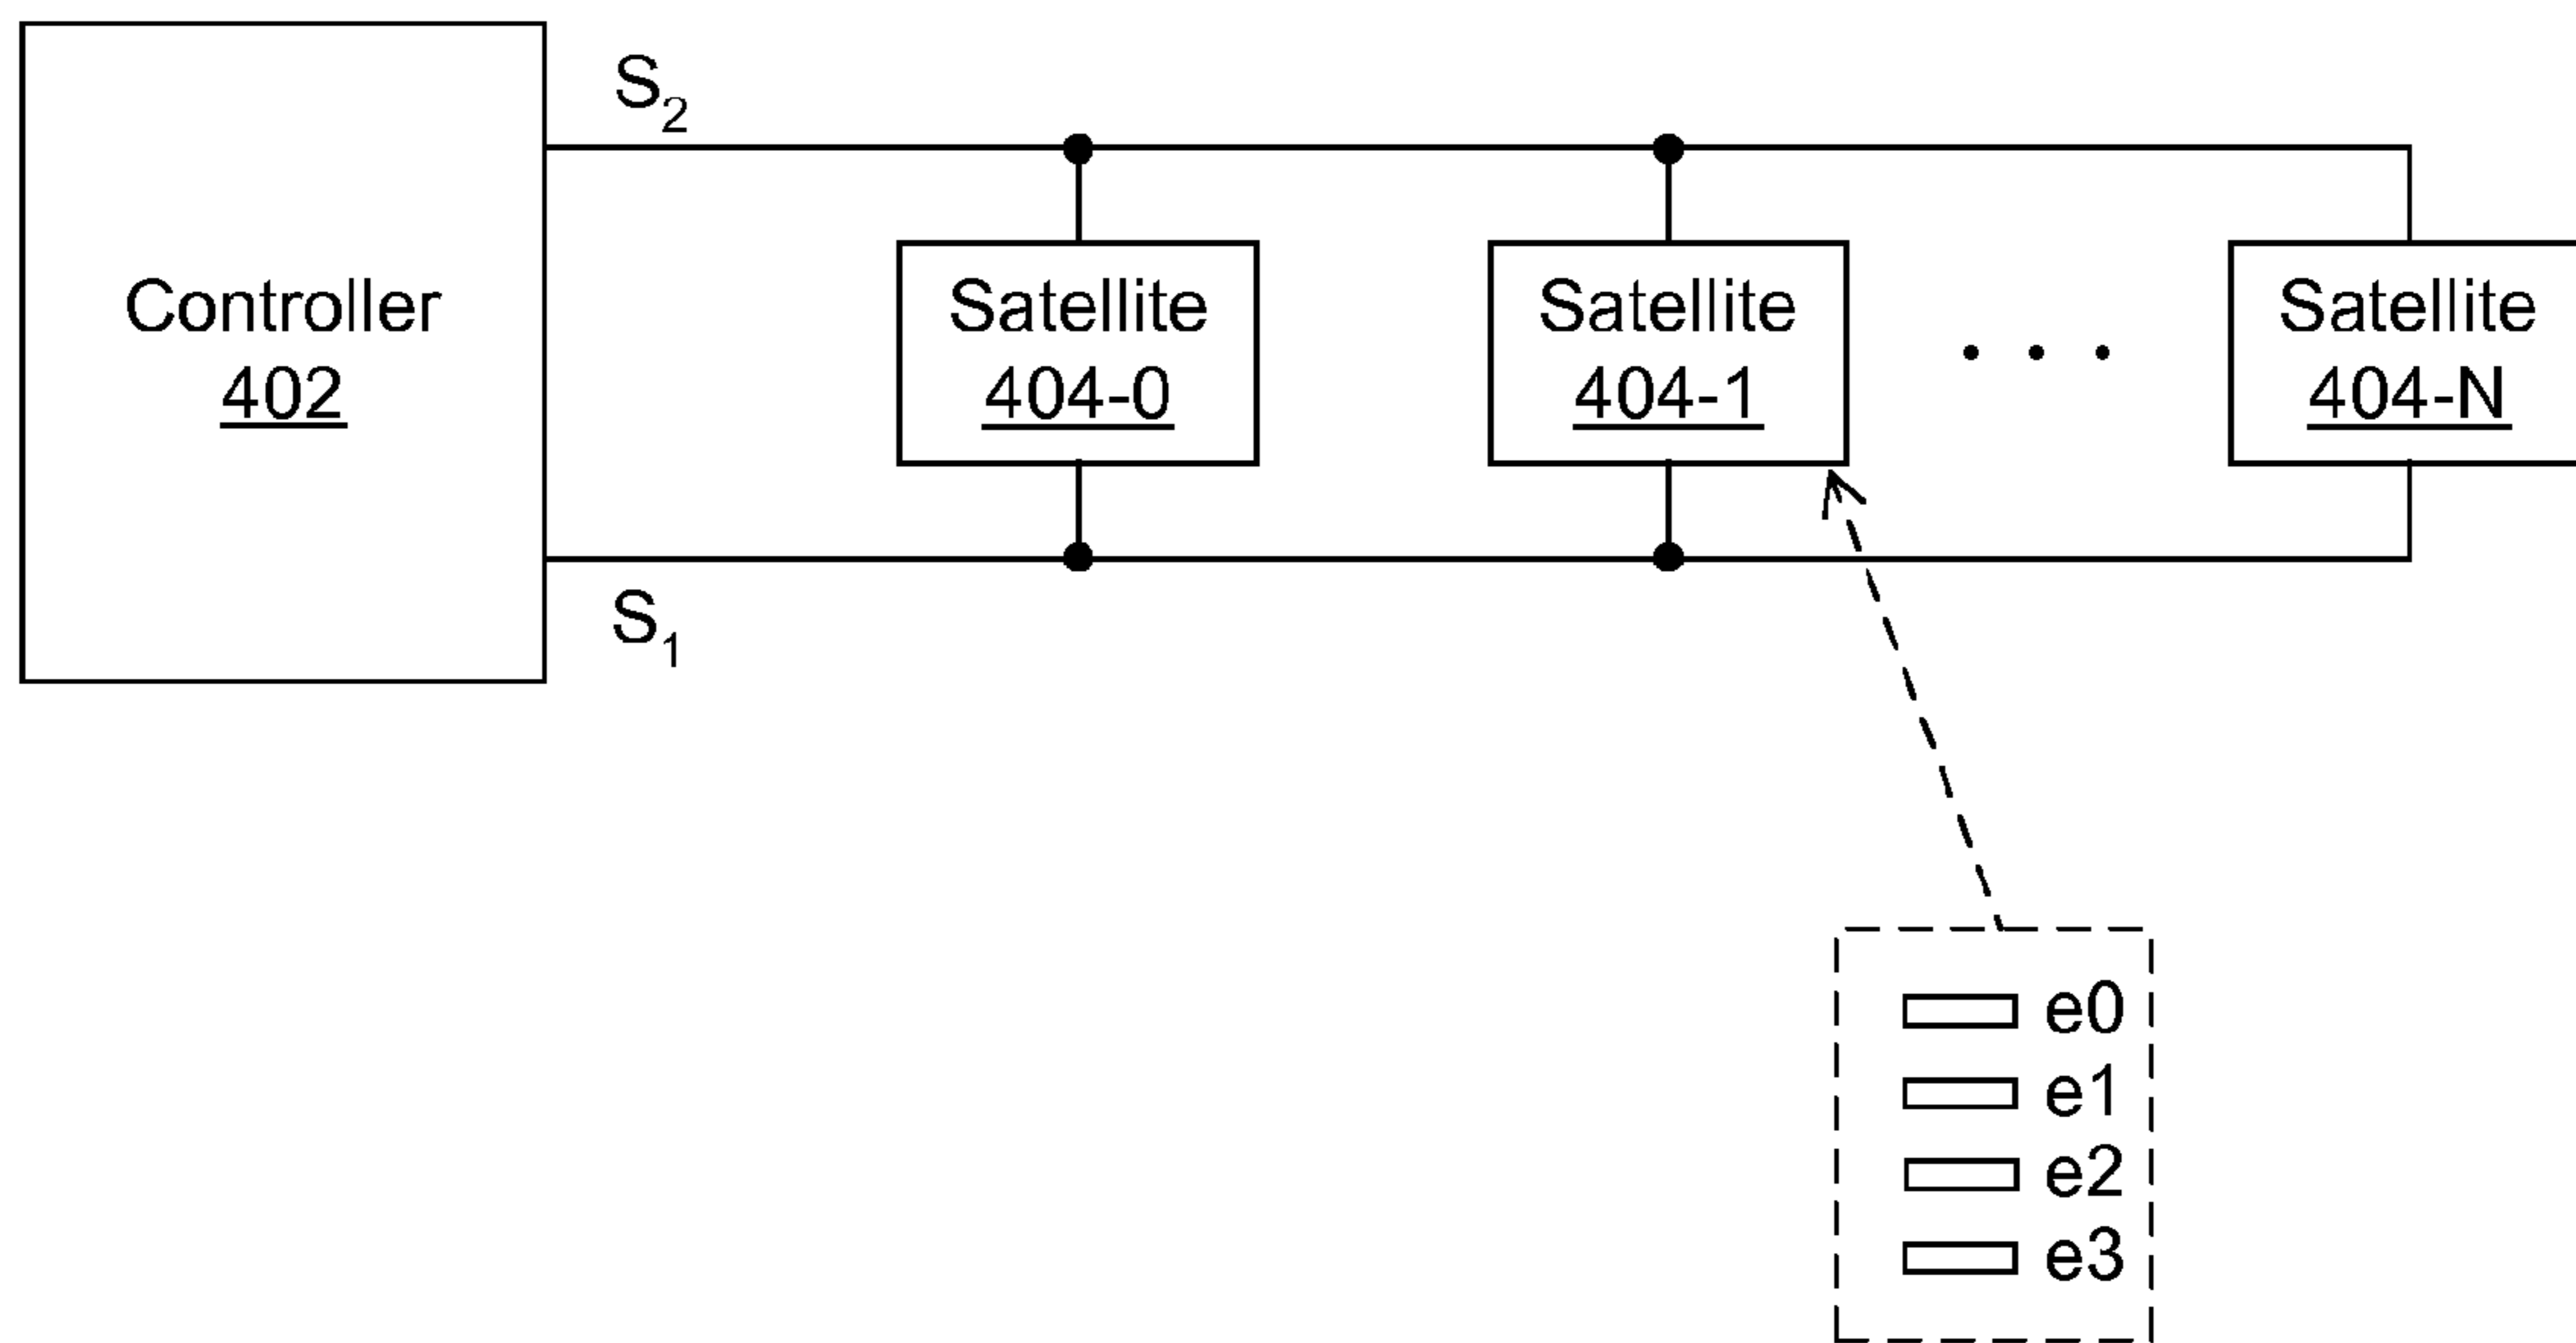 S2
Controller
402
Satellite
404-0
Satellite
404-1
Satellite
404-N
S1
e0
e1
e2
e3